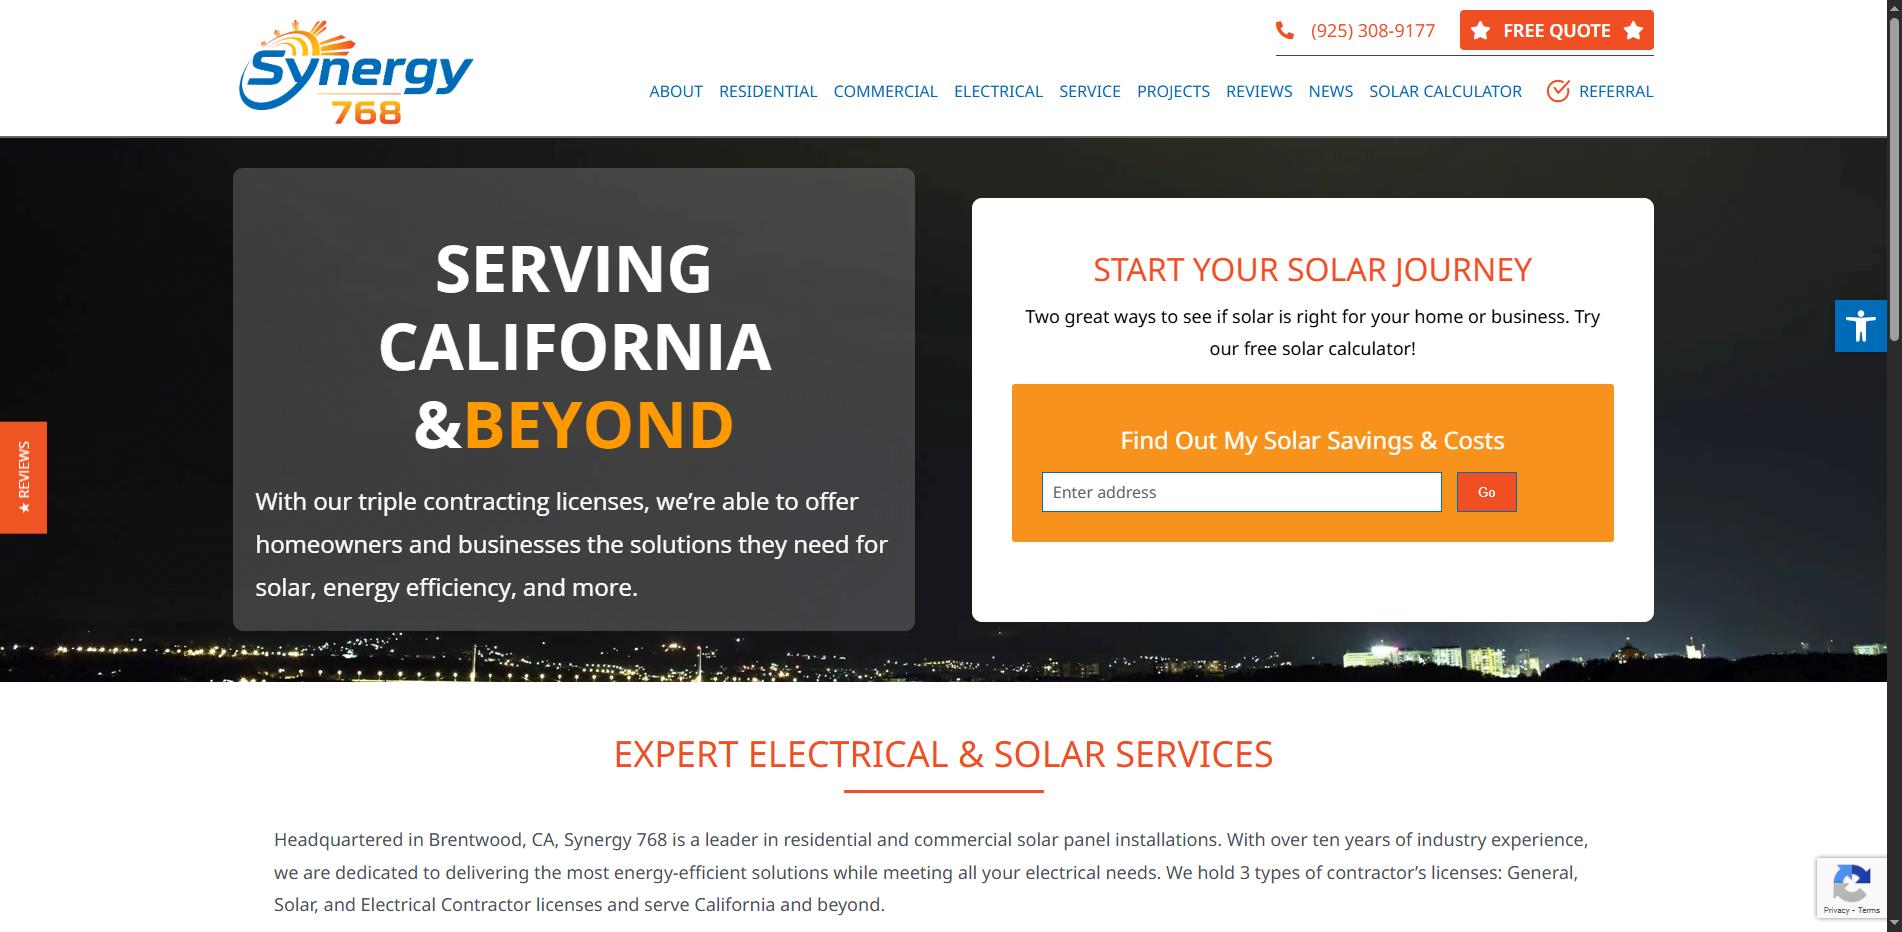 Synergy
768
(925) 308-9177
FREE QUOTE
ABOUT RESIDENTIAL COMMERCIAL ELECTRICAL SERVICE PROJECTS REVIEWS NEWS SOLAR CALCULATOR REFERRAL
SERVING
CALIFORNIA
&BEYOND
With our triple contracting licenses, we’re able to offer
homeowners and businesses the solutions they need for
solar, energy efficiency, and more.
START YOUR SOLAR JOURNEY
Two great ways to see if solar is right for your home or business. Try
our free solar calculator!
Find Out My Solar Savings & Costs
Enter address
Go
★ REVIEWS
EXPERT ELECTRICAL & SOLAR SERVICES
Headquartered in Brentwood, CA, Synergy 768 is a leader in residential and commercial solar panel installations. With over ten years of industry experience,
we are dedicated to delivering the most energy-efficient solutions while meeting all your electrical needs. We hold 3 types of contractor’s licenses: General,
Solar, and Electrical Contractor licenses and serve California and beyond.
Privacy - Terms